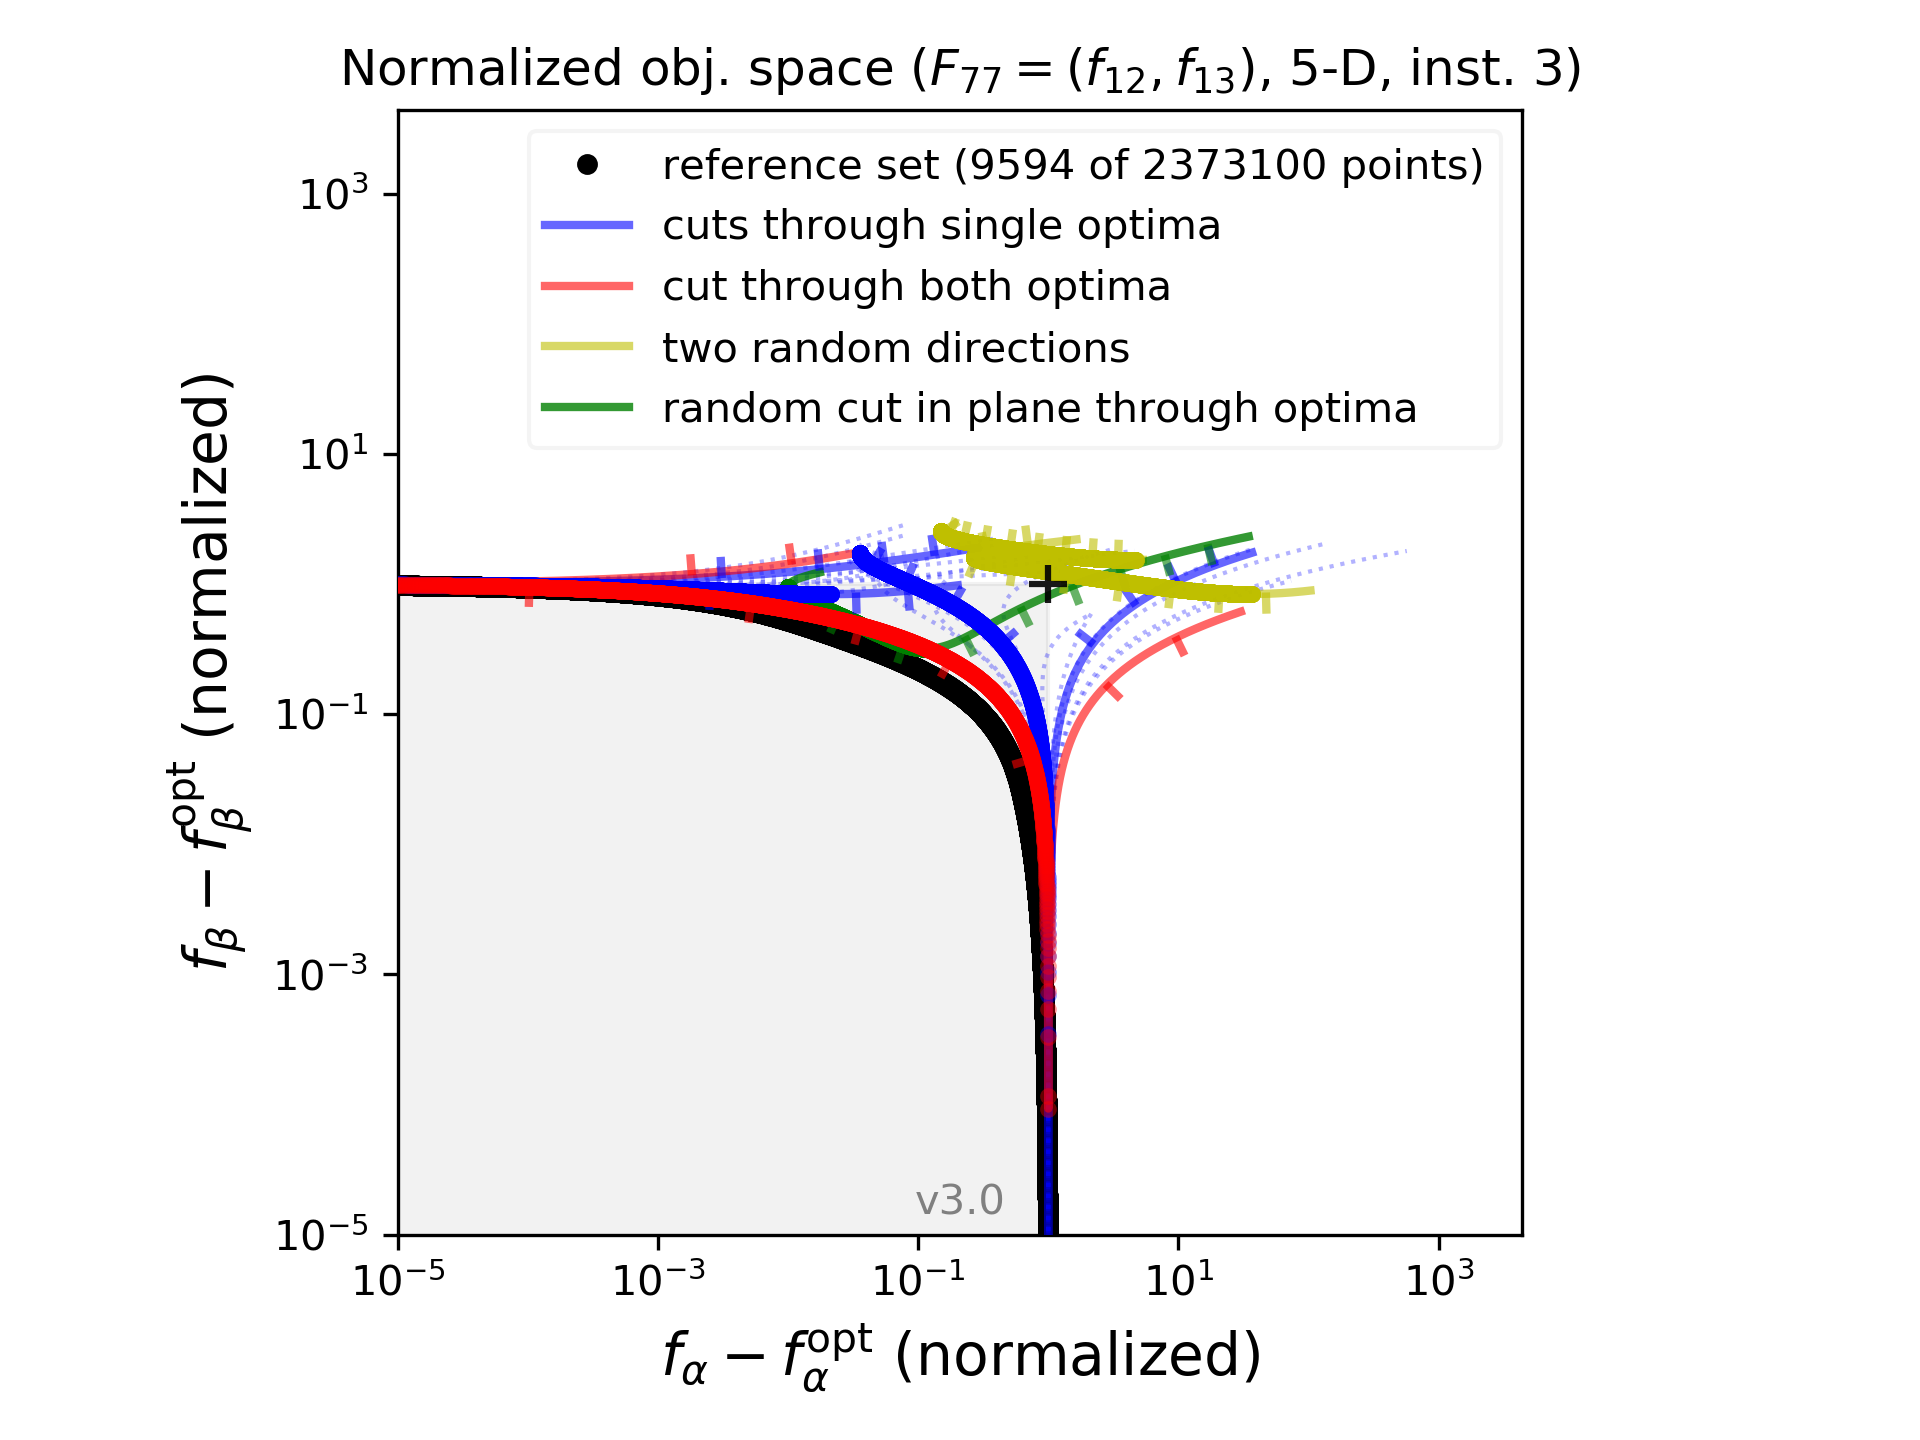 Normalized obj. space (F₇₇ = (f₁₂, f₁₃), 5-D, inst. 3)
reference set (9594 of 2373100 points)
cuts through single optima
cut through both optima
two random directions
random cut in plane through optima
10³
10¹
10⁻¹
10⁻³
10⁻⁵
f_β − f_β^opt (normalized)
v3.0
10⁻⁵ 10⁻³ 10⁻¹ 10¹ 10³
f_α − f_α^opt (normalized)